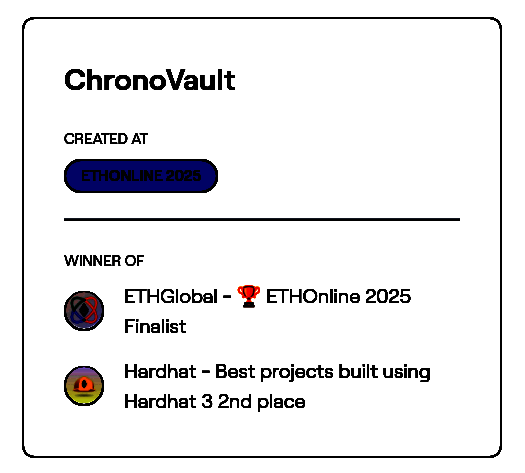 ChronoVault
CREATED AT
ETHONLINE 2025
WINNER OF
ETHGlobal - 🏆 ETHOnline 2025
Finalist
Hardhat - Best projects built using
Hardhat 3 2nd place